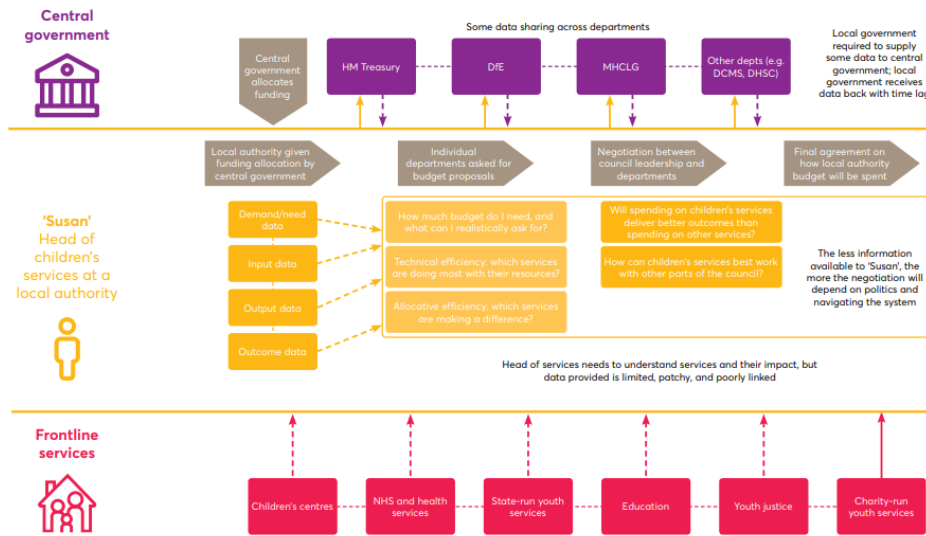 Central
government
Some data sharing across departments
Central
government
allocates
funding
HM Treasury
DfE
MHCLG
Other depts (e.g.
DCMS, DHSC)
Local government
required to supply
some data to central
government; local
government receives
data back with time lag
Local authority given
funding allocation by
central government
Individual
departments asked for
budget proposals
Negotiation between
council leadership and
departments
Final agreement on
how local authority
budget will be spent
'Susan'
Head of
children's
services at a
local authority
Demand/need
data
Input data
Output data
Outcome data
How much budget do I need, and
what can I realistically ask for?
Technical efficiency: which services
are doing most with their resources?
Allocative efficiency: which services
are making a difference?
Will spending on children's services
deliver better outcomes than
spending on other services?
How can children's services best work
with other parts of the council?
The less information
available to 'Susan', the
more the negotiation will
depend on politics and
navigating the system
Head of services needs to understand services and their impact, but
data provided is limited, patchy, and poorly linked
Frontline
services
Children's centres
NHS and health
services
State-run youth
services
Education
Youth justice
Charity-run
youth services